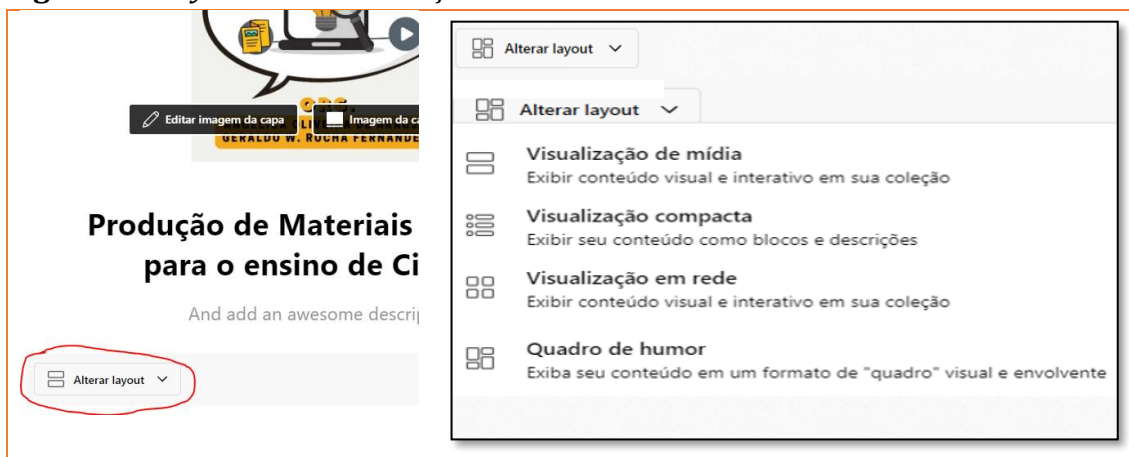 Editar imagem da capa
Imagem da ca
GERALDO W. ROCHA FERNANDE
Produção de Materiais
para o ensino de Ci
And add an awesome descrip
Alterar layout
Alterar layout
Alterar layout
Visualização de mídia
Exibir conteúdo visual e interativo em sua coleção
Visualização compacta
Exibir seu conteúdo como blocos e descrições
Visualização em rede
Exibir conteúdo visual e interativo em sua coleção
Quadro de humor
Exiba seu conteúdo em um formato de "quadro" visual e envolvente